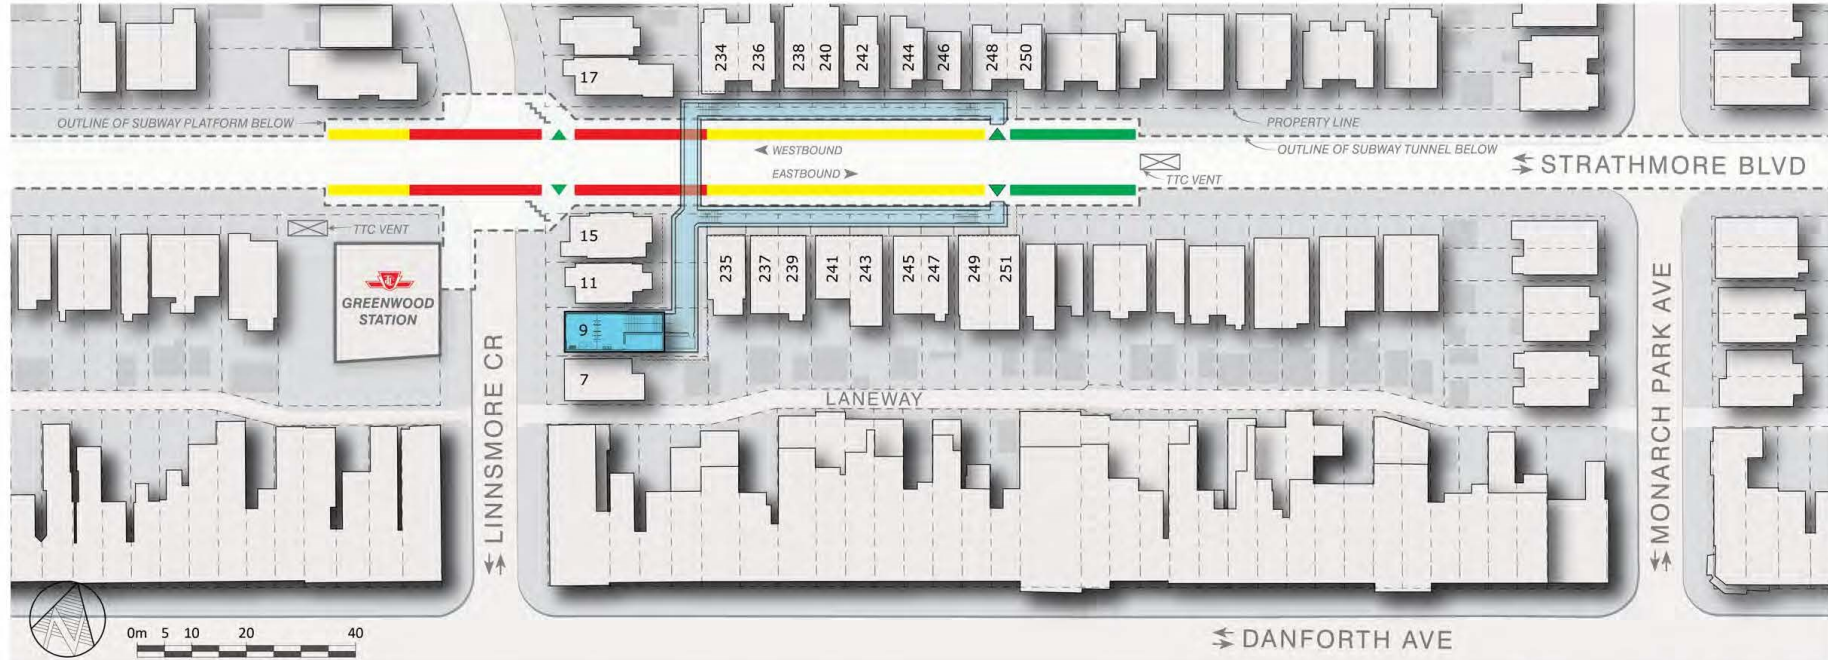 234
236
238
240
242
244
246
248
250
17
OUTLINE OF SUBWAY PLATFORM BELOW
PROPERTY LINE
WESTBOUND
OUTLINE OF SUBWAY TUNNEL BELOW
EASTBOUND
STRATHMORE BLVD
TTC VENT
TTC VENT
15
11
235
237
239
241
243
245
247
249
251
GREENWOOD
STATION
9
7
LANEWAY
LINNSMORE CR
MONARCH PARK AVE
0m 5 10 20 40
DANFORTH AVE